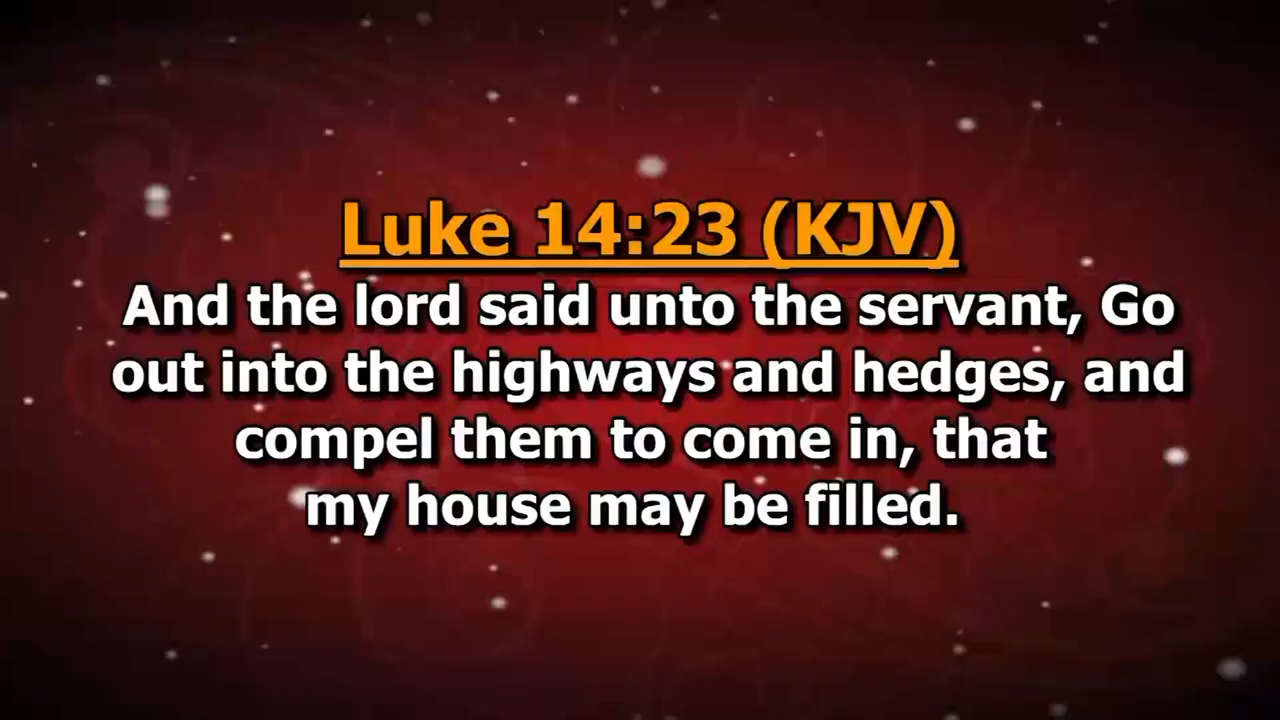 Luke 14:23 (KJV)
And the lord said unto the servant, Go
out into the highways and hedges, and
compel them to come in, that
my house may be filled.